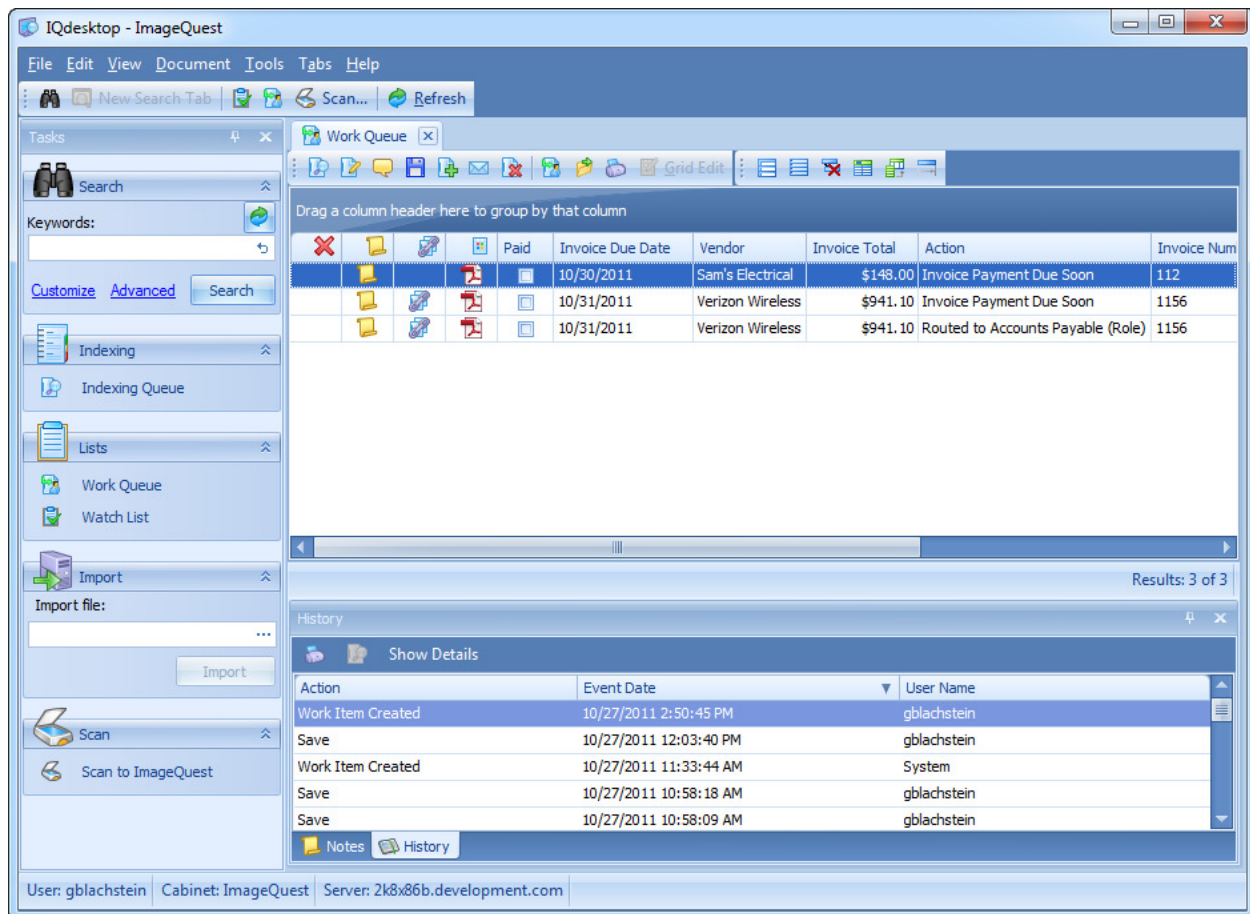 IQdesktop - ImageQuest
File Edit View Document Tools Tabs Help
New Search Tab Scan... Refresh
Tasks
Search
Keywords:
Customize Advanced Search
Indexing
Indexing Queue
Lists
Work Queue
Watch List
Import
Import file:
...
Import
Scan
Scan to ImageQuest
Work Queue
Grid Edit
Drag a column header here to group by that column
Paid Invoice Due Date Vendor Invoice Total Action Invoice Num
10/30/2011 Sam's Electrical $148.00 Invoice Payment Due Soon 112
10/31/2011 Verizon Wireless $941.10 Invoice Payment Due Soon 1156
10/31/2011 Verizon Wireless $941.10 Routed to Accounts Payable (Role) 1156
Results: 3 of 3
History
Show Details
Action Event Date User Name
Work Item Created 10/27/2011 2:50:45 PM gblachstein
Save 10/27/2011 12:03:40 PM gblachstein
Work Item Created 10/27/2011 11:33:44 AM System
Save 10/27/2011 10:58:18 AM gblachstein
Save 10/27/2011 10:58:09 AM gblachstein
Notes History
User: gblachstein Cabinet: ImageQuest Server: 2k8x86b.development.com